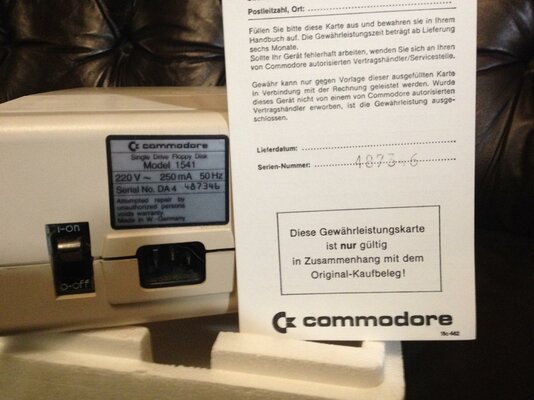 commodore
Single Drive Floppy Disk
Model 1541
220 V ~ 250 mA 50 Hz
Serial No. DA4 487346
Attempted repair by
unauthorized persons
voids warranty.
Made in W.-Germany
I-on
o-off
Postleitzahl, Ort:
Füllen Sie bitte diese Karte aus und bewahren sie in Ihrem
Handbuch auf. Die Gewährleistungszeit beträgt ab Lieferung
sechs Monate.
Sollte Ihr Gerät fehlerhaft arbeiten, wenden Sie sich an Ihren
von Commodore autorisierten Vertragshändler/Servicestelle.
Gewähr kann nur gegen Vorlage dieser ausgefüllten Karte
in Verbindung mit der Rechnung geleistet werden. Wurde
dieses Gerät nicht von einem von Commodore autorisierten
Vertragshändler erworben, ist die Gewährleistung ausge-
schlossen.
Lieferdatum:
Serien-Nummer:
Diese Gewährleistungskarte
ist nur gültig
in Zusammenhang mit dem
Original-Kaufbeleg!
commodore